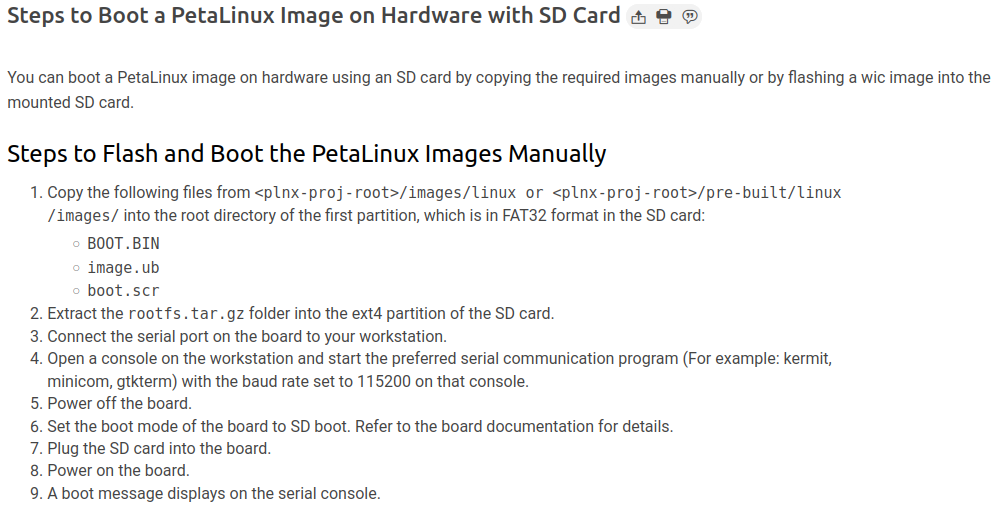 Steps to Boot a PetaLinux Image on Hardware with SD Card
You can boot a PetaLinux image on hardware using an SD card by copying the required images manually or by flashing a wic image into the
mounted SD card.
Steps to Flash and Boot the PetaLinux Images Manually
1. Copy the following files from <plnx-proj-root>/images/linux or <plnx-proj-root>/pre-built/linux
/images/ into the root directory of the first partition, which is in FAT32 format in the SD card:
◦ BOOT.BIN
◦ image.ub
◦ boot.scr
2. Extract the rootfs.tar.gz folder into the ext4 partition of the SD card.
3. Connect the serial port on the board to your workstation.
4. Open a console on the workstation and start the preferred serial communication program (For example: kermit,
minicom, gtkterm) with the baud rate set to 115200 on that console.
5. Power off the board.
6. Set the boot mode of the board to SD boot. Refer to the board documentation for details.
7. Plug the SD card into the board.
8. Power on the board.
9. A boot message displays on the serial console.